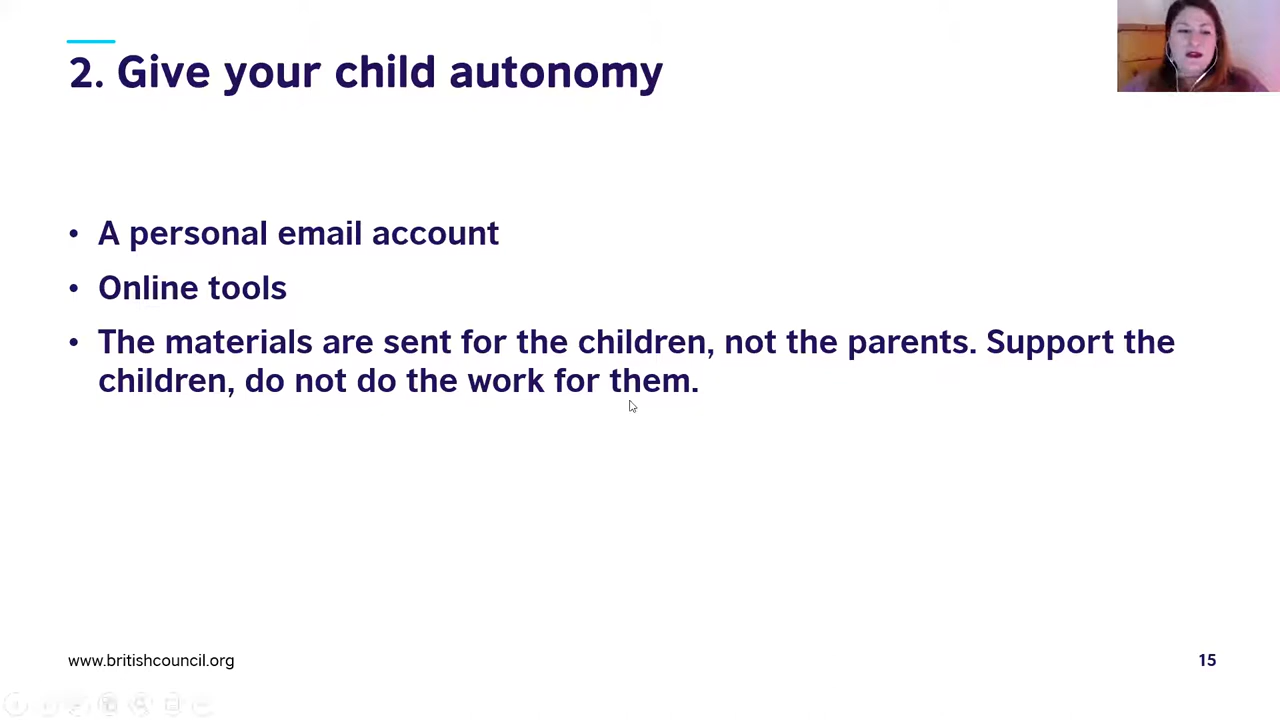 2. Give your child autonomy
• A personal email account
• Online tools
• The materials are sent for the children, not the parents. Support the
children, do not do the work for them.
www.britishcouncil.org
15